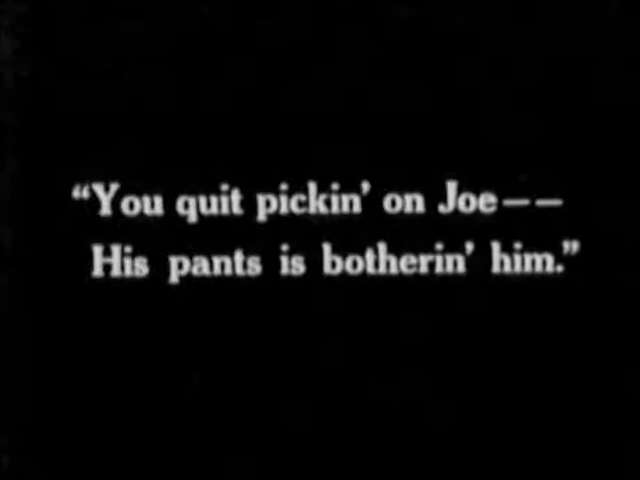 “You quit pickin’ on Joe––
His pants is botherin’ him.”